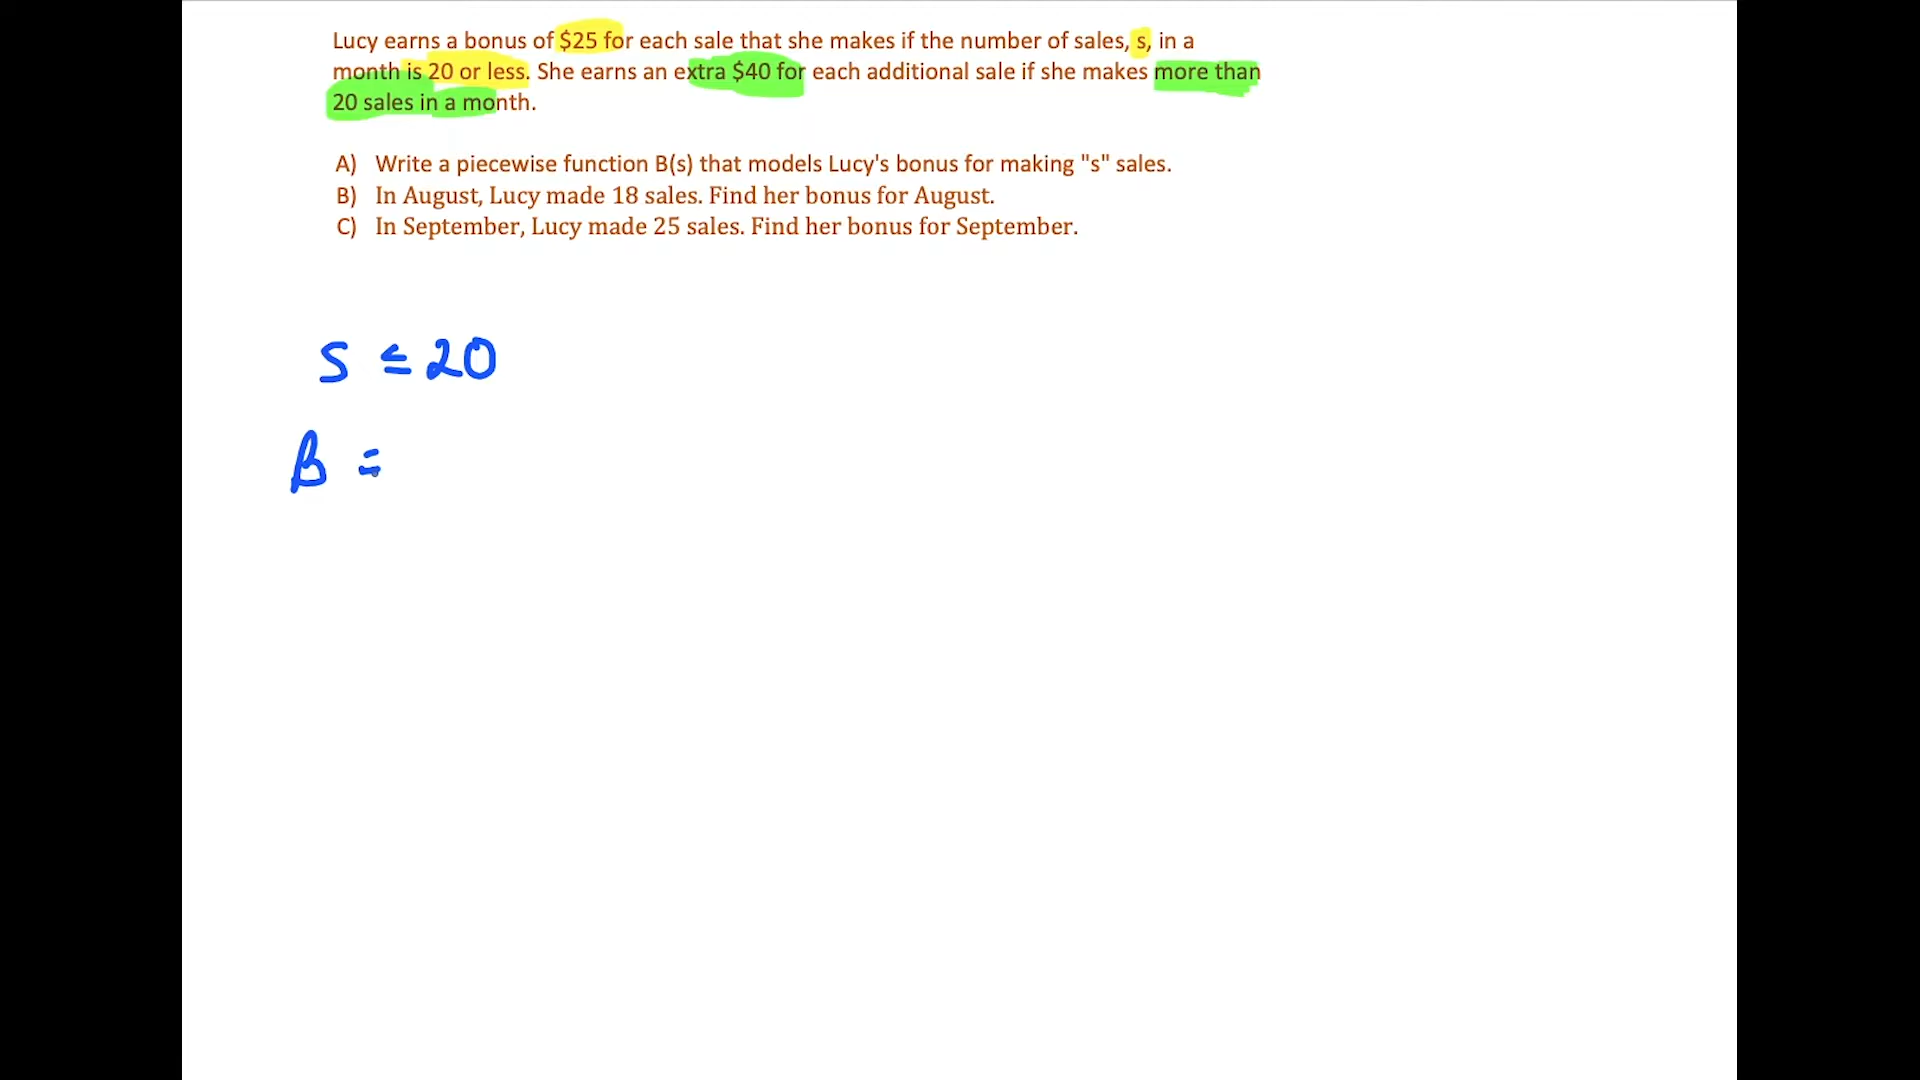 Lucy earns a bonus of $25 for each sale that she makes if the number of sales, s, in a
month is 20 or less. She earns an extra $40 for each additional sale if she makes more than
20 sales in a month.
A) Write a piecewise function B(s) that models Lucy's bonus for making "s" sales.
B) In August, Lucy made 18 sales. Find her bonus for August.
C) In September, Lucy made 25 sales. Find her bonus for September.
S ≤ 20
B =